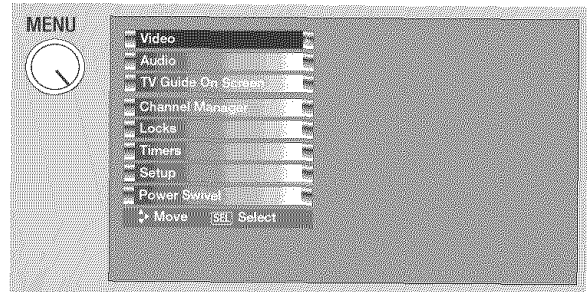 MENU
Video
Audio
TV Guide On Screen
Channel Manager
Locks
Timers
Setup
Power Swivel
Move SEL Select